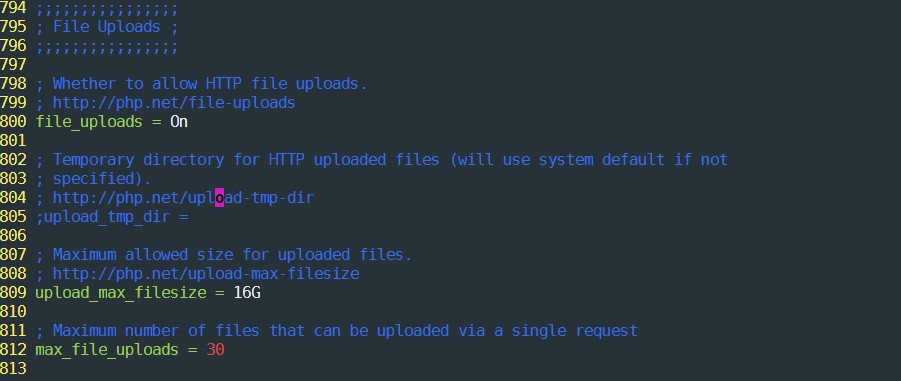 794 ;;;;;;;;;;;;;;;;
795 ; File Uploads ;
796 ;;;;;;;;;;;;;;;;
797
798 ; Whether to allow HTTP file uploads.
799 ; http://php.net/file-uploads
800 file_uploads = On
801
802 ; Temporary directory for HTTP uploaded files (will use system default if not
803 ; specified).
804 ; http://php.net/upload-tmp-dir
805 ;upload_tmp_dir =
806
807 ; Maximum allowed size for uploaded files.
808 ; http://php.net/upload-max-filesize
809 upload_max_filesize = 16G
810
811 ; Maximum number of files that can be uploaded via a single request
812 max_file_uploads = 30
813